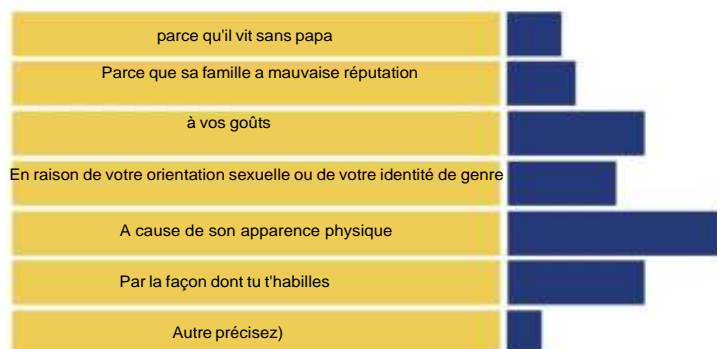 parce qu'il vit sans papa
Parce que sa famille a mauvaise réputation
à vos goûts
En raison de votre orientation sexuelle ou de votre identité de genre
A cause de son apparence physique
Par la façon dont tu t'habilles
Autre précisez)